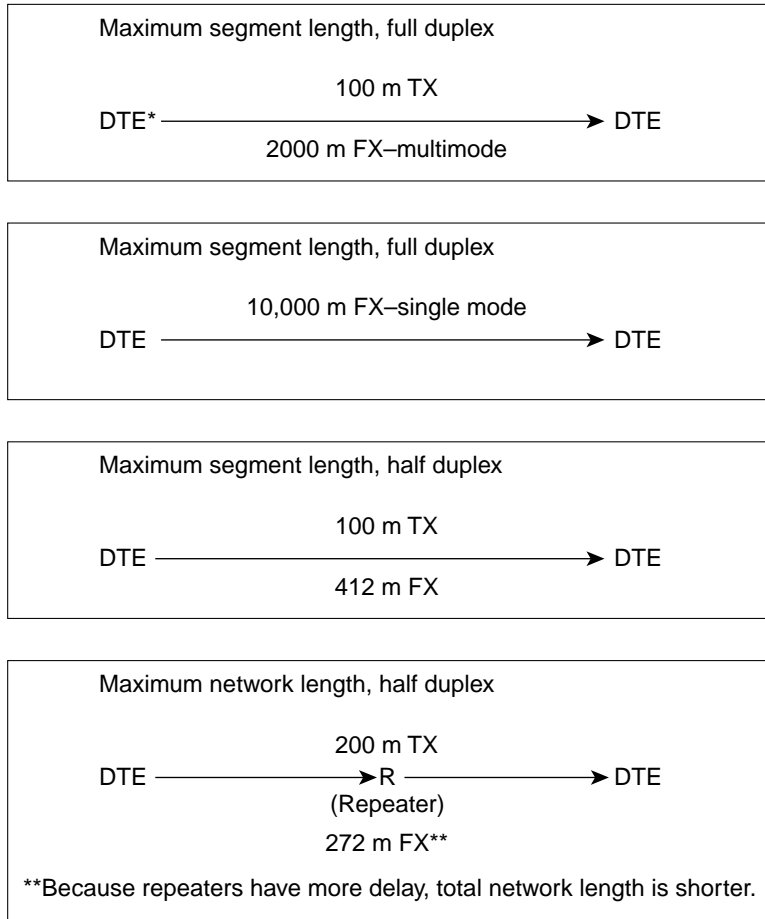 Maximum segment length, full duplex
100 m TX
DTE* DTE
2000 m FX–multimode
Maximum segment length, full duplex
10,000 m FX–single mode
DTE DTE
Maximum segment length, half duplex
100 m TX
DTE DTE
412 m FX
Maximum network length, half duplex
200 m TX
DTE R DTE
(Repeater)
272 m FX**
**Because repeaters have more delay, total network length is shorter.